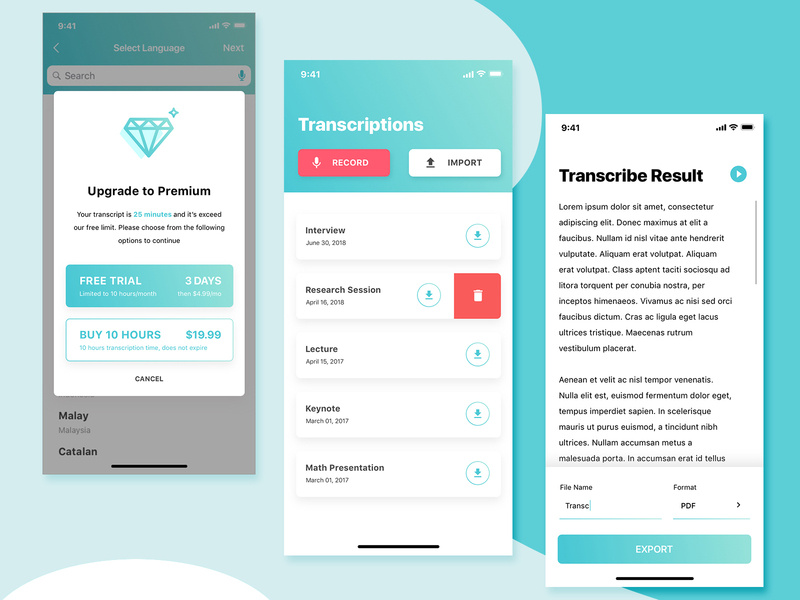 9:41
Select Language
Next
Search
Upgrade to Premium
Your transcript is 25 minutes and it's exceed
our free limit. Please choose from the following
options to continue
FREE TRIAL
3 DAYS
Limited to 10 hours/month
then $4.99/mo
BUY 10 HOURS
$19.99
10 hours transcription time, does not expire
CANCEL
Malay
Malaysia
Catalan
9:41
Transcriptions
RECORD
IMPORT
Interview
June 30, 2018
Research Session
April 16, 2018
Lecture
April 15, 2017
Keynote
March 01, 2017
Math Presentation
March 01, 2017
9:41
Transcribe Result
Lorem ipsum dolor sit amet, consectetur
adipiscing elit. Donec maximus at elit a
faucibus. Nullam id nisl vitae ante hendrerit
vulputate. Aliquam erat volutpat. Aliquam
erat volutpat. Class aptent taciti sociosqu ad
litora torquent per conubia nostra, per
inceptos himenaeos. Vivamus ac nisi sed orci
faucibus dictum. Cras ac ligula eget lacus
ultrices tristique. Maecenas rutrum
vestibulum placerat.
Aenean et velit ac nisl tempor venenatis.
Nulla elit est, euismod fermentum dolor eget,
tempus imperdiet sapien. In scelerisque
mauris ut purus euismod, a tincidunt nibh
ultrices. Nullam accumsan metus a
malesuada porta. In accumsan erat id tellus
File Name
Format
Transc
PDF
EXPORT